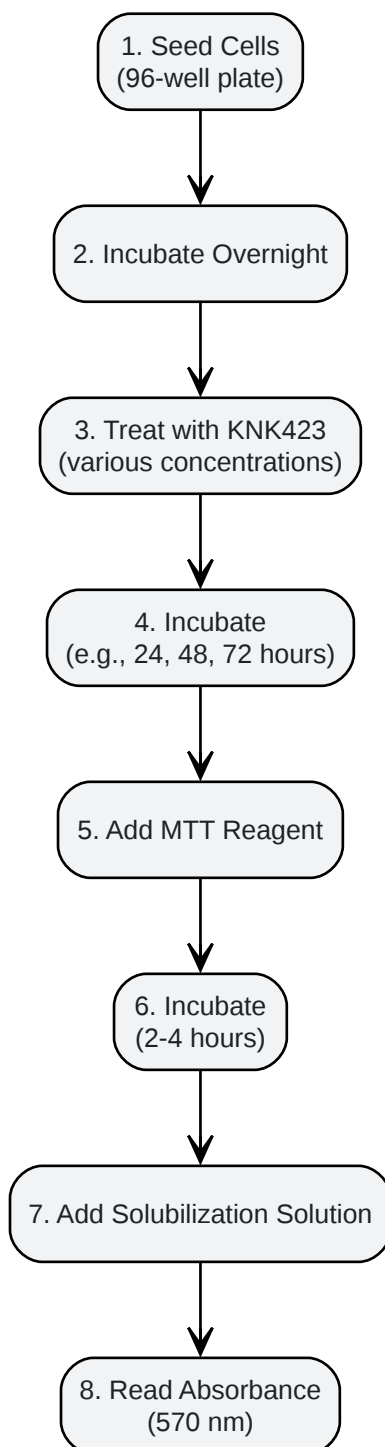 1. Seed Cells
(96-well plate)
2. Incubate Overnight
3. Treat with KNK423
(various concentrations)
4. Incubate
(e.g., 24, 48, 72 hours)
5. Add MTT Reagent
6. Incubate
(2-4 hours)
7. Add Solubilization Solution
8. Read Absorbance
(570 nm)